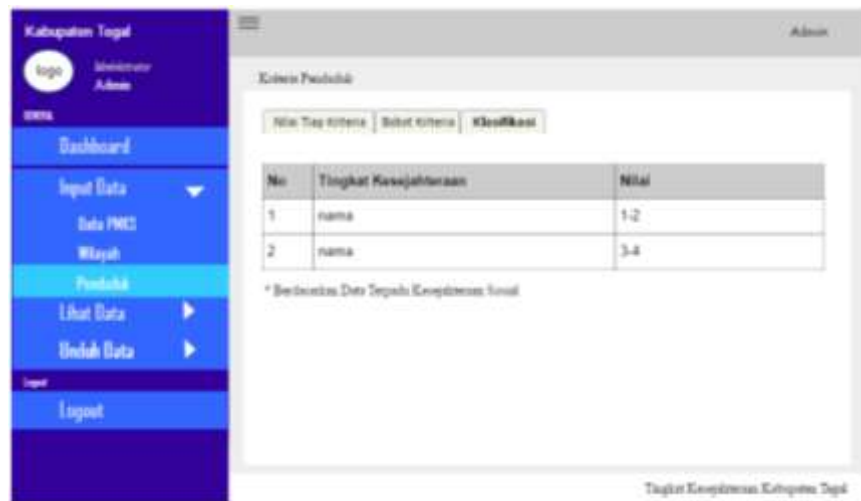 Kabupaten Tegal
Admin
logo
Administrator
Admin
GENERAL
Dashboard
Input Data
Data PMKS
Wilayah
Penduduk
Lihat Data
Unduh Data
Logout
Logout
Kriteria Penduduk
Nilai Tiap Kriteria
Bobot Kriteria
Klasifikasi
No Tingkat Kesejahteraan Nilai
1 nama 1-2
2 nama 3-4
* Berdasarkan Data Terpadu Kesejahteraan Sosial
Tingkat Kesejahteraan Kabupaten Tegal